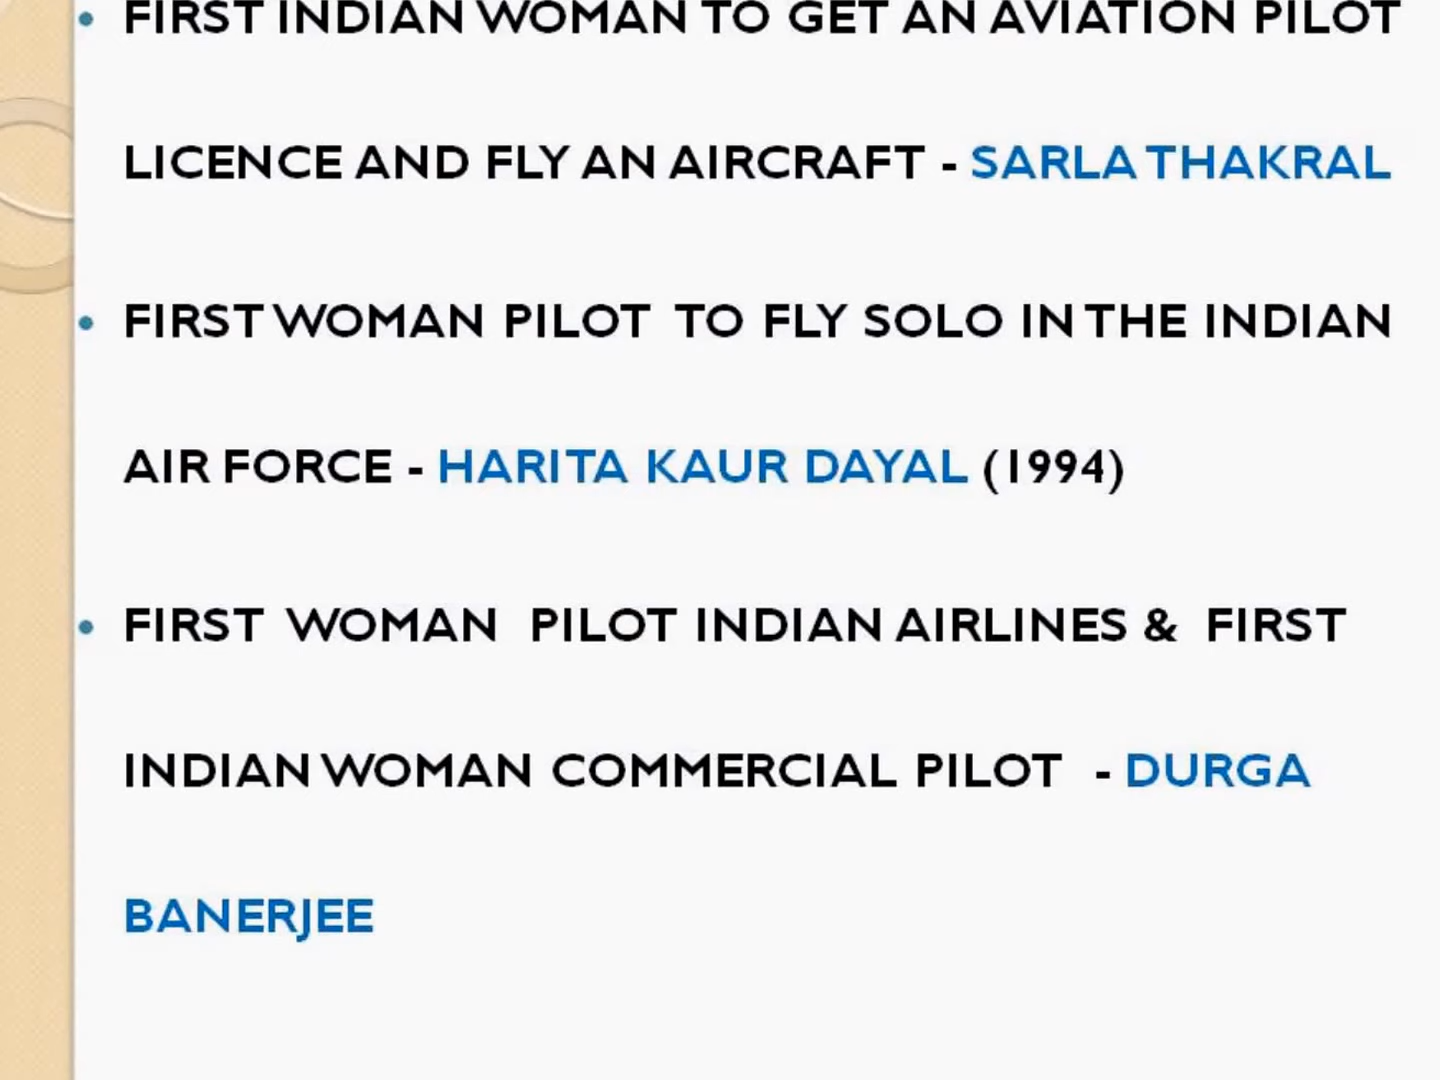 • FIRST INDIAN WOMAN TO GET AN AVIATION PILOT
LICENCE AND FLY AN AIRCRAFT - SARLA THAKRAL
• FIRST WOMAN PILOT TO FLY SOLO IN THE INDIAN
AIR FORCE - HARITA KAUR DAYAL (1994)
• FIRST WOMAN PILOT INDIAN AIRLINES & FIRST
INDIAN WOMAN COMMERCIAL PILOT - DURGA
BANERJEE